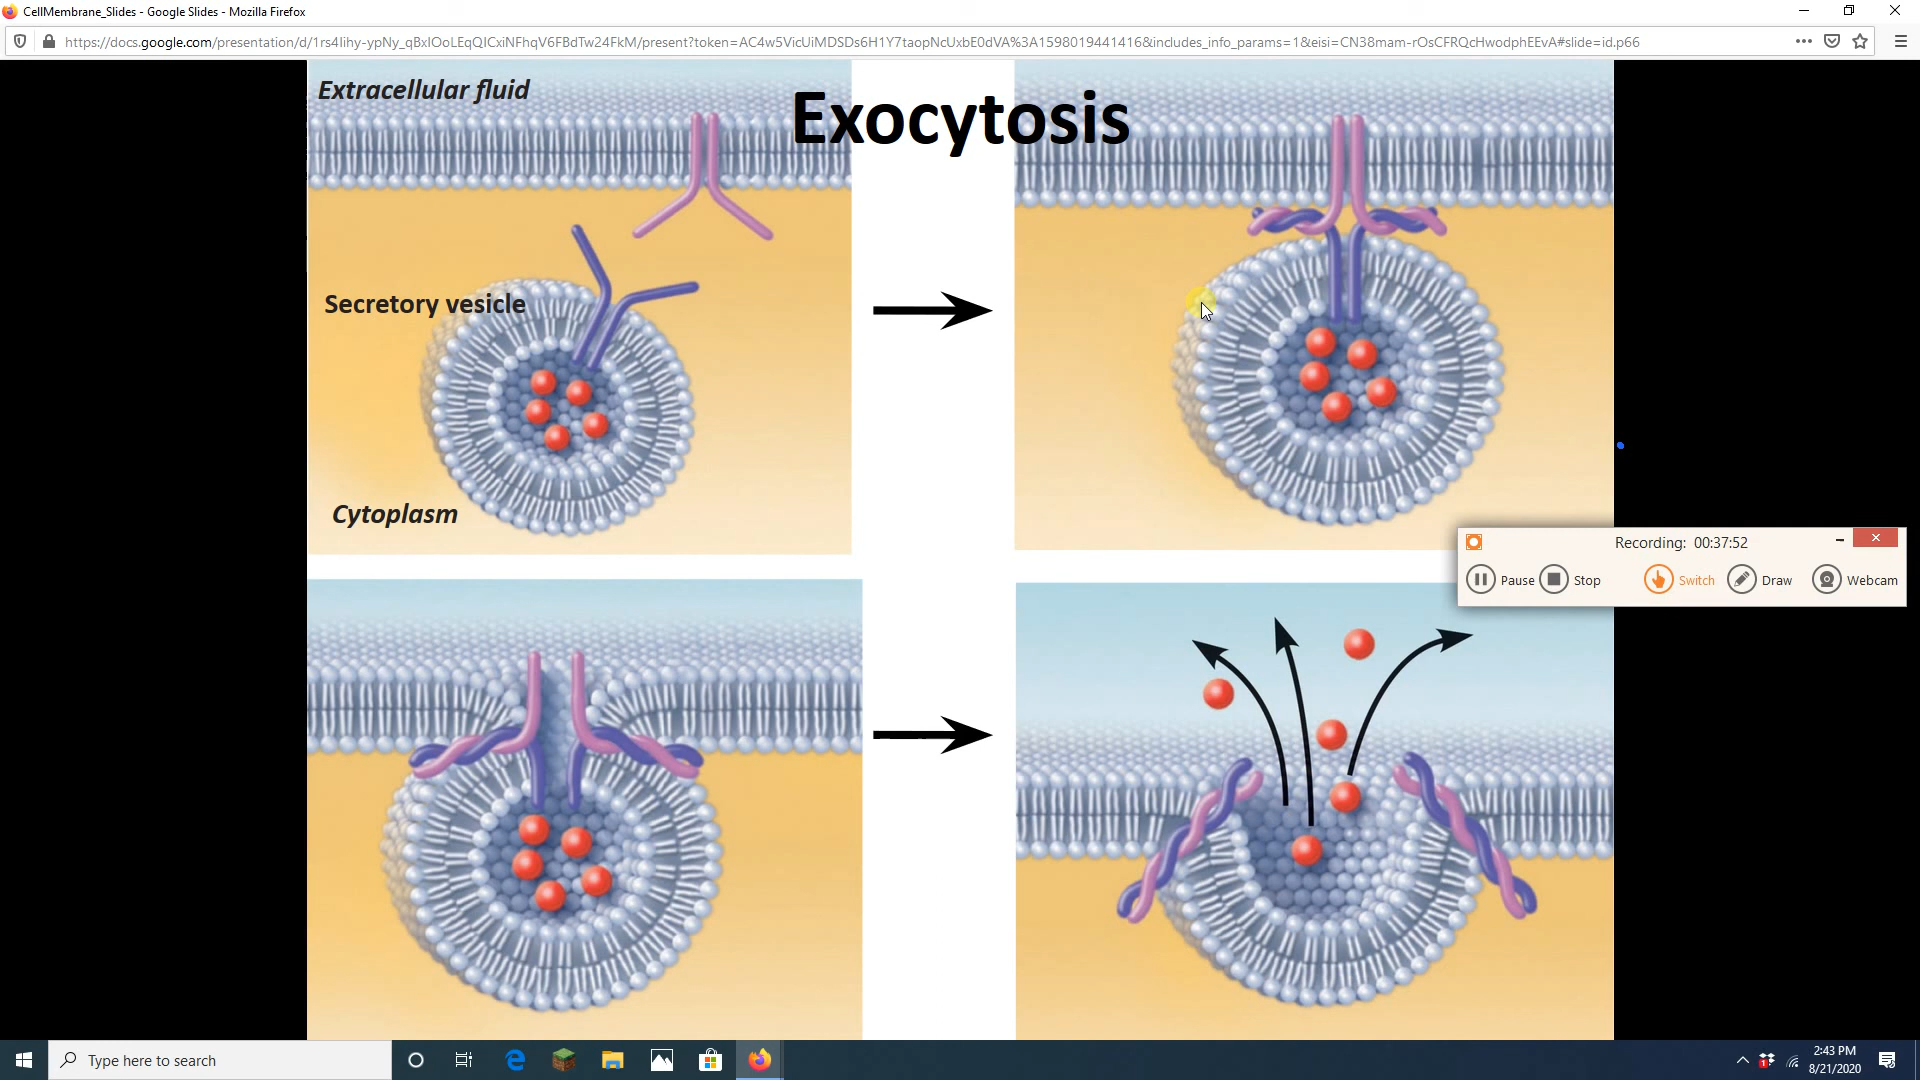 CellMembrane_Slides - Google Slides - Mozilla Firefox
https://docs.google.com/presentation/d/1rs4Iihy-ypNy_qBxIOoLEqQICxiNFhqV6FBdTw24FkM/present?token=AC4w5VicUiMDSDs6H1Y7taopNcUxbE0dVA%3A1598019441416&includes_info_params=1&eisi=CN38mam-rOsCFRQcHwodphEEvA#slide=id.p66
Extracellular fluid
Exocytosis
Secretory vesicle
Cytoplasm
Recording: 00:37:52
Pause Stop Switch Draw Webcam
Type here to search
1
2:43 PM
8/21/2020